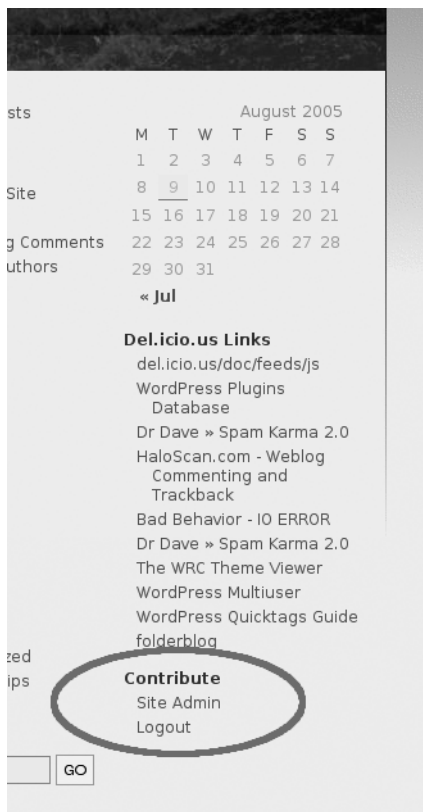 sts
Site
g Comments
uthors
zed
ips
GO
August 2005
M T W T F S S
1 2 3 4 5 6 7
8 9 10 11 12 13 14
15 16 17 18 19 20 21
22 23 24 25 26 27 28
29 30 31
« Jul
Del.icio.us Links
del.icio.us/doc/feeds/js
WordPress Plugins
Database
Dr Dave » Spam Karma 2.0
HaloScan.com - Weblog
Commenting and
Trackback
Bad Behavior - IO ERROR
Dr Dave » Spam Karma 2.0
The WRC Theme Viewer
WordPress Multiuser
WordPress Quicktags Guide
folderblog
Contribute
Site Admin
Logout